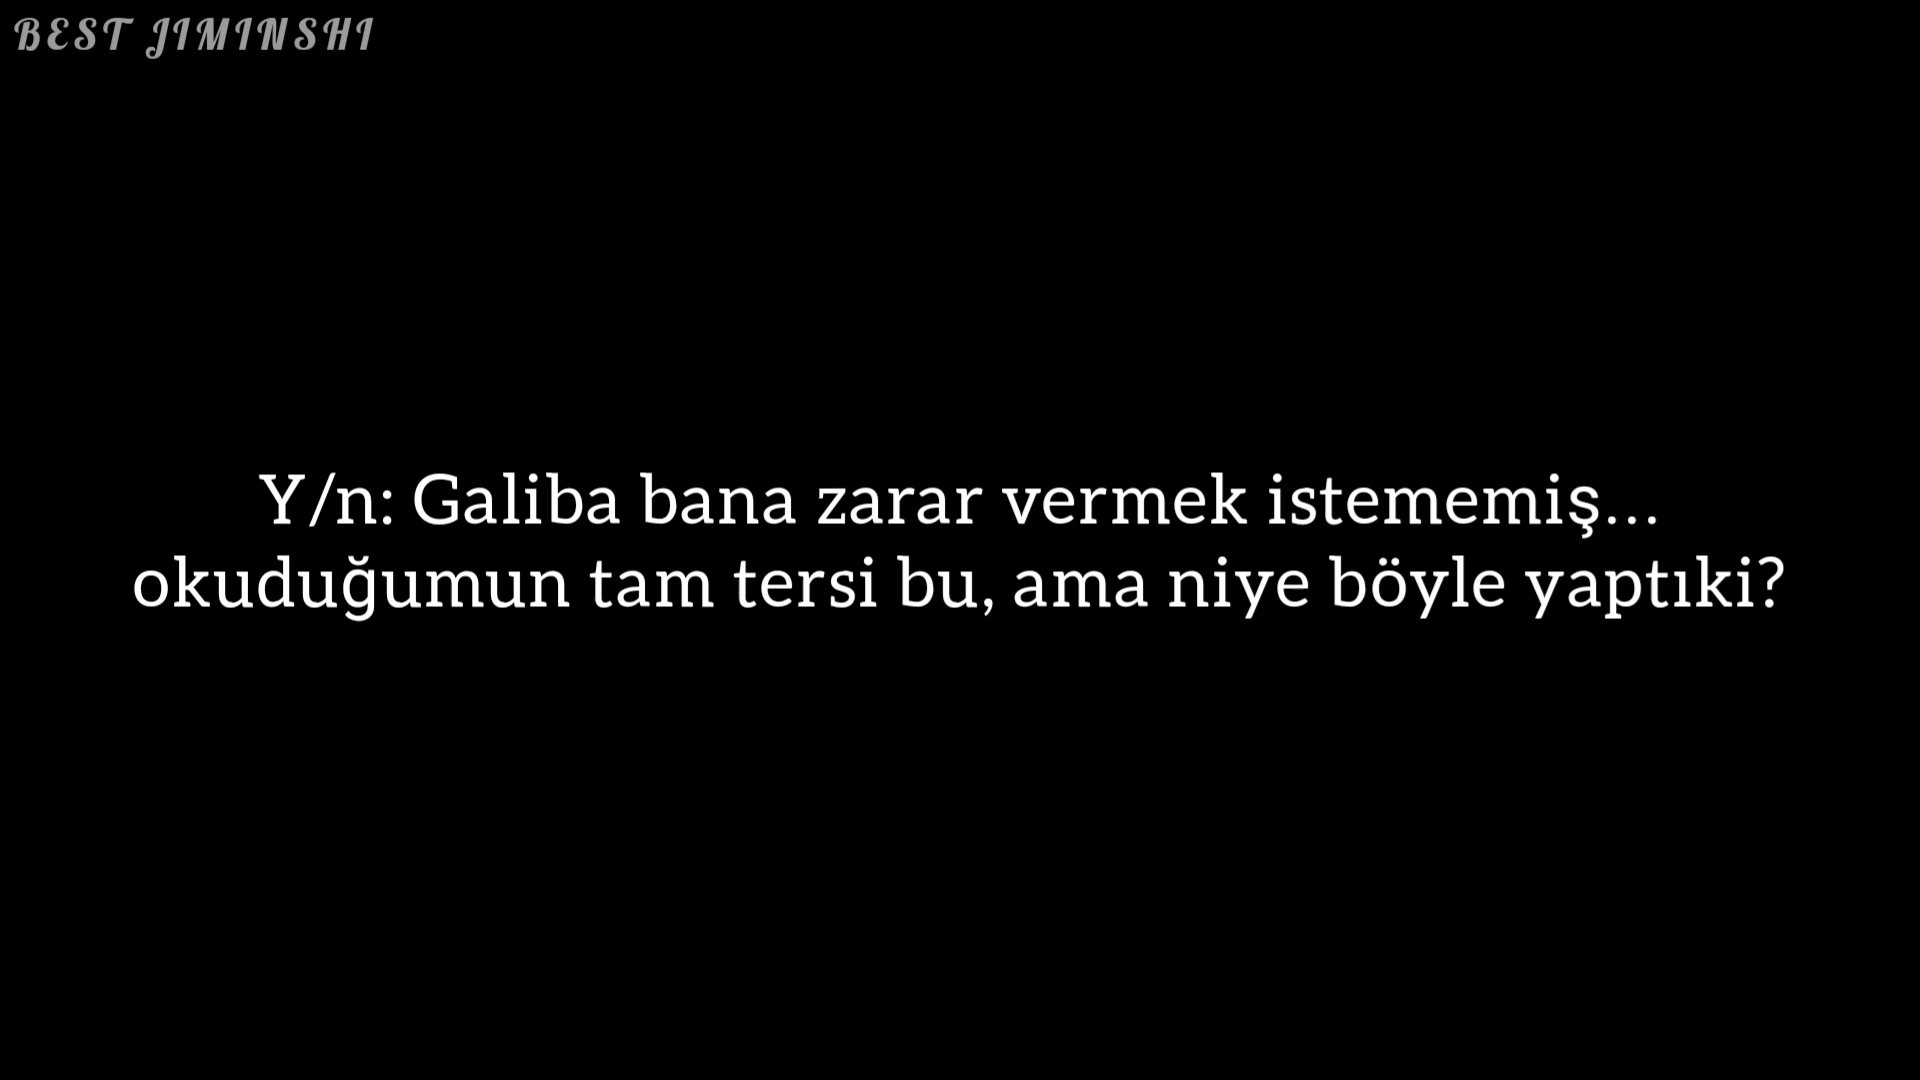 BEST JIMINSHI
Y/n: Galiba bana zarar vermek istememiş...
okuduğumun tam tersi bu, ama niye böyle yaptıki?